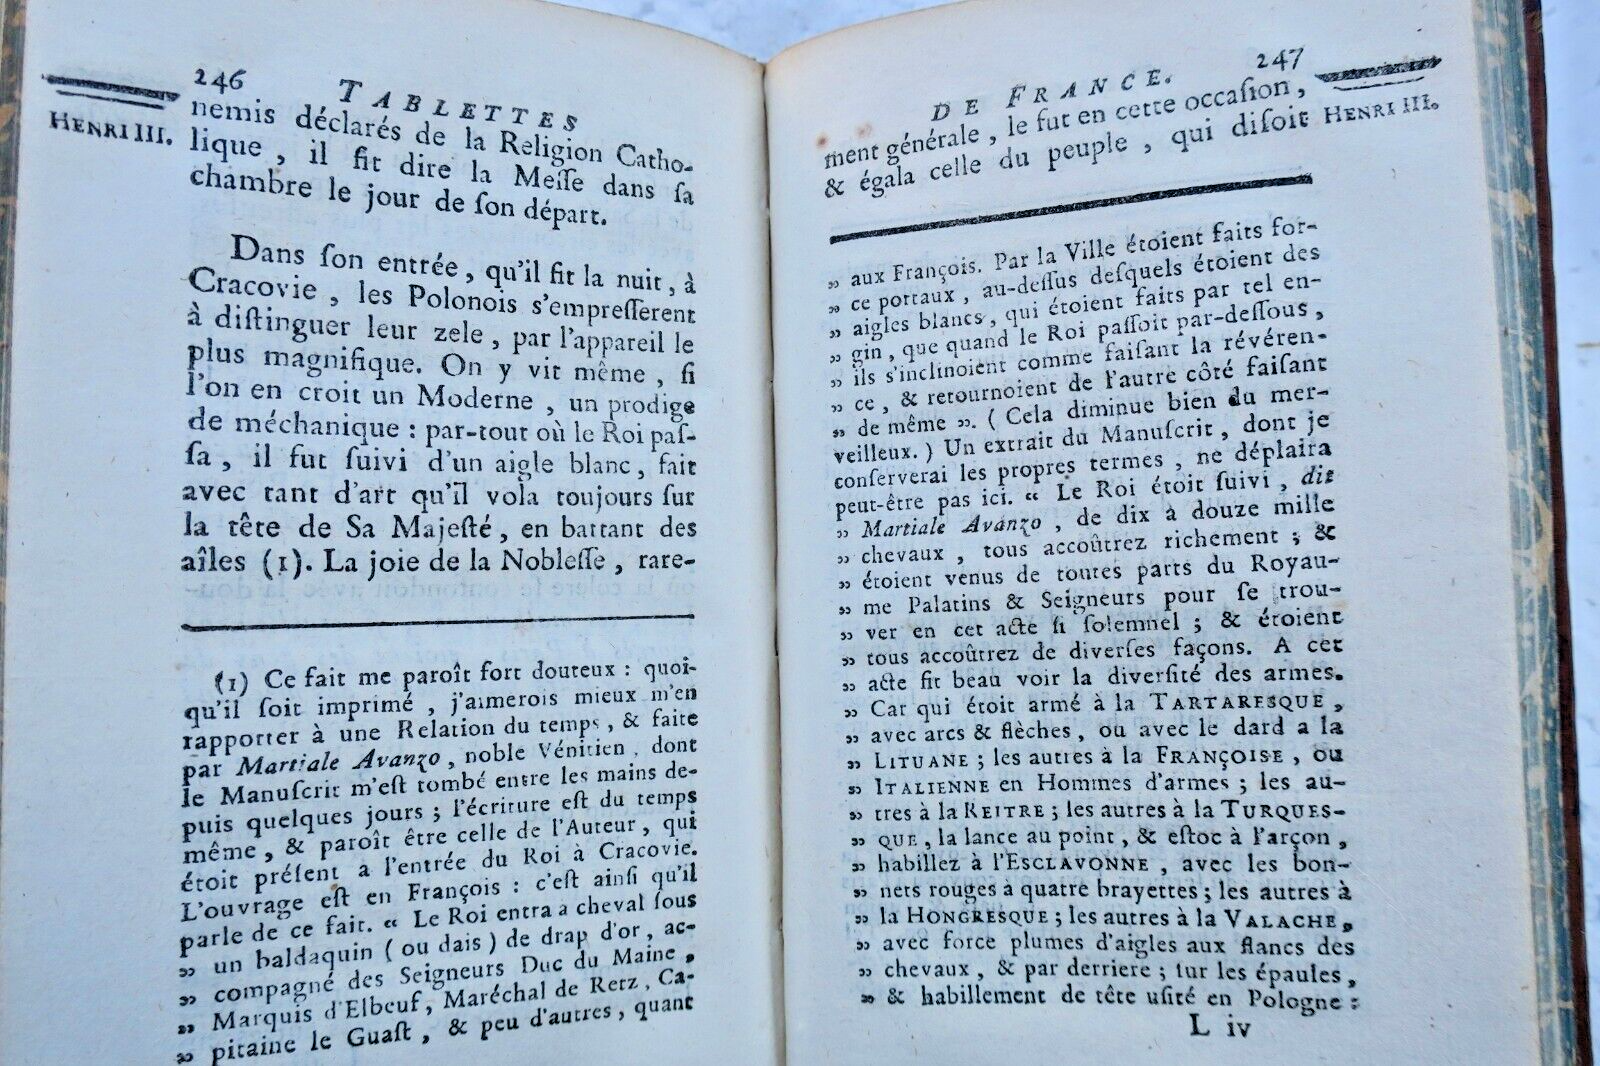 246 TABLETTES
HENRI III.
nemis déclarés de la Religion Catho-
lique, il fit dire la Messe dans ſa
chambre le jour de ſon départ.
Dans ſon entrée, qu'il fit la nuit, à
Cracovie, les Polonois s'empreſſerent
à diſtinguer leur zele, par l'appareil le
plus magnifique. On y vit même, ſi
l'on en croit un Moderne, un prodige
de méchanique : par-tout où le Roi paſ-
ſa, il fut ſuivi d'un aigle blanc, fait
avec tant d'art qu'il vola toujours ſur
la tête de Sa Majeſté, en battant des
aîles (1). La joie de la Nobleſſe, rare-
(1) Ce fait me paroît fort douteux : quoi-
qu'il ſoit imprimé, j'aimerois mieux m'en
rapporter à une Relation du temps, & faite
par Martiale Avanzo, noble Vénitien, dont
le Manuſcrit m'eſt tombé entre les mains de-
puis quelques jours ; l'écriture eſt du temps
même, & paroît être celle de l'Auteur, qui
étoit préſent a l'entrée du Roi à Cracovie.
L'ouvrage eſt en François : c'eſt ainſi qu'il
parle de ce fait. « Le Roi entra a cheval ſous
» un baldaquin (ou dais) de drap d'or, ac-
» compagné des Seigneurs Duc du Maine,
» Marquis d'Elbeuf, Maréchal de Retz, Ca-
» pitaine le Guaſt, & peu d'autres, quant
DE FRANCE. 247
HENRI III.
ment générale, le fut en cette occaſion,
& égala celle du peuple, qui diſoit
» aux François. Par la Ville étoient faits for-
» ce portaux, au-deſſus deſquels étoient des
» aigles blancs, qui étoient faits par tel en-
» gin, que quand le Roi paſſoit par-deſſous,
» ils s'inclinoient comme faiſant la révéren-
» ce, & retournoient de l'autre côté faiſant
» de même ». (Cela diminue bien du mer-
veilleux.) Un extrait du Manuſcrit, dont je
conſerverai les propres termes, ne déplaira
peut-être pas ici. « Le Roi étoit ſuivi, dit
» Martiale Avanzo, de dix à douze mille
» chevaux, tous accoûtrez richement ; &
» étoient venus de toutes parts du Royau-
» me Palatins & Seigneurs pour ſe trou-
» ver en cet acte ſi ſolemnel ; & étoient
» tous accoûtrez de diverſes façons. A cet
» acte fit beau voir la diverſité des armes.
» Car qui étoit armé à la TARTARESQUE,
» avec arcs & flèches, ou avec le dard a la
» LITUANE ; les autres à la FRANÇOISE, ou
» ITALIENNE en Hommes d'armes ; les au-
» tres à la REITRE ; les autres à la TURQUES-
» QUE, la lance au point, & eſtoc à l'arçon,
» habillez à l'ESCLAVONNE, avec les bon-
» nets rouges à quatre brayettes ; les autres à
» la HONGRESQUE ; les autres à la VALACHE,
» avec force plumes d'aigles aux flancs des
» chevaux, & par derriere ; ſur les épaules,
» & habillement de tête uſité en Pologne :
L iv